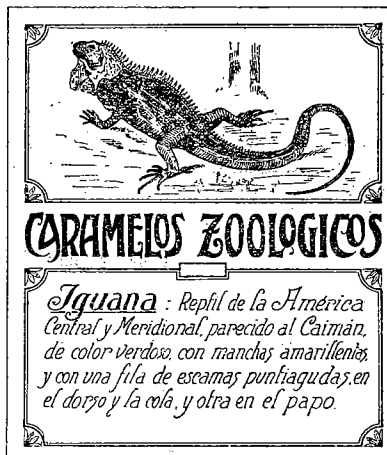 CARAMELOS ZOOLOGICOS
Iguana : Reptil de la América
Central y Meridional, parecido al Caimán,
de color verdoso, con manchas amarillentas,
y con una fila de escamas puntiagudas, en
el dorso y la cola, y otra en el papo.